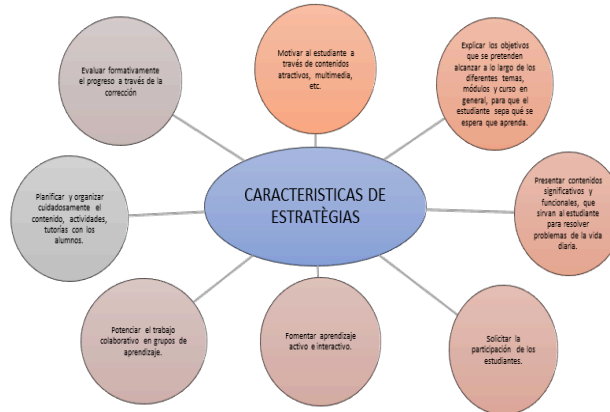 Motivar al estudiante a
través de contenidos
atractivos, multimedia,
etc.
Explicar los objetivos
que se pretenden
alcanzar a lo largo de los
diferentes temas,
módulos y curso en
general, para que el
estudiante sepa qué se
espera que aprenda.
Presentar contenidos
significativos y
funcionales, que
sirvan al estudiante
para resolver
problemas de la vida
diaria.
Solicitar la
participación de los
estudiantes.
Fomentar aprendizaje
activo e interactivo.
Potenciar el trabajo
colaborativo en grupos de
aprendizaje.
Planificar y organizar
cuidadosamente el
contenido, actividades,
tutorías con los
alumnos.
Evaluar formativamente
el progreso a través de la
corrección
CARACTERISTICAS DE
ESTRATÈGIAS